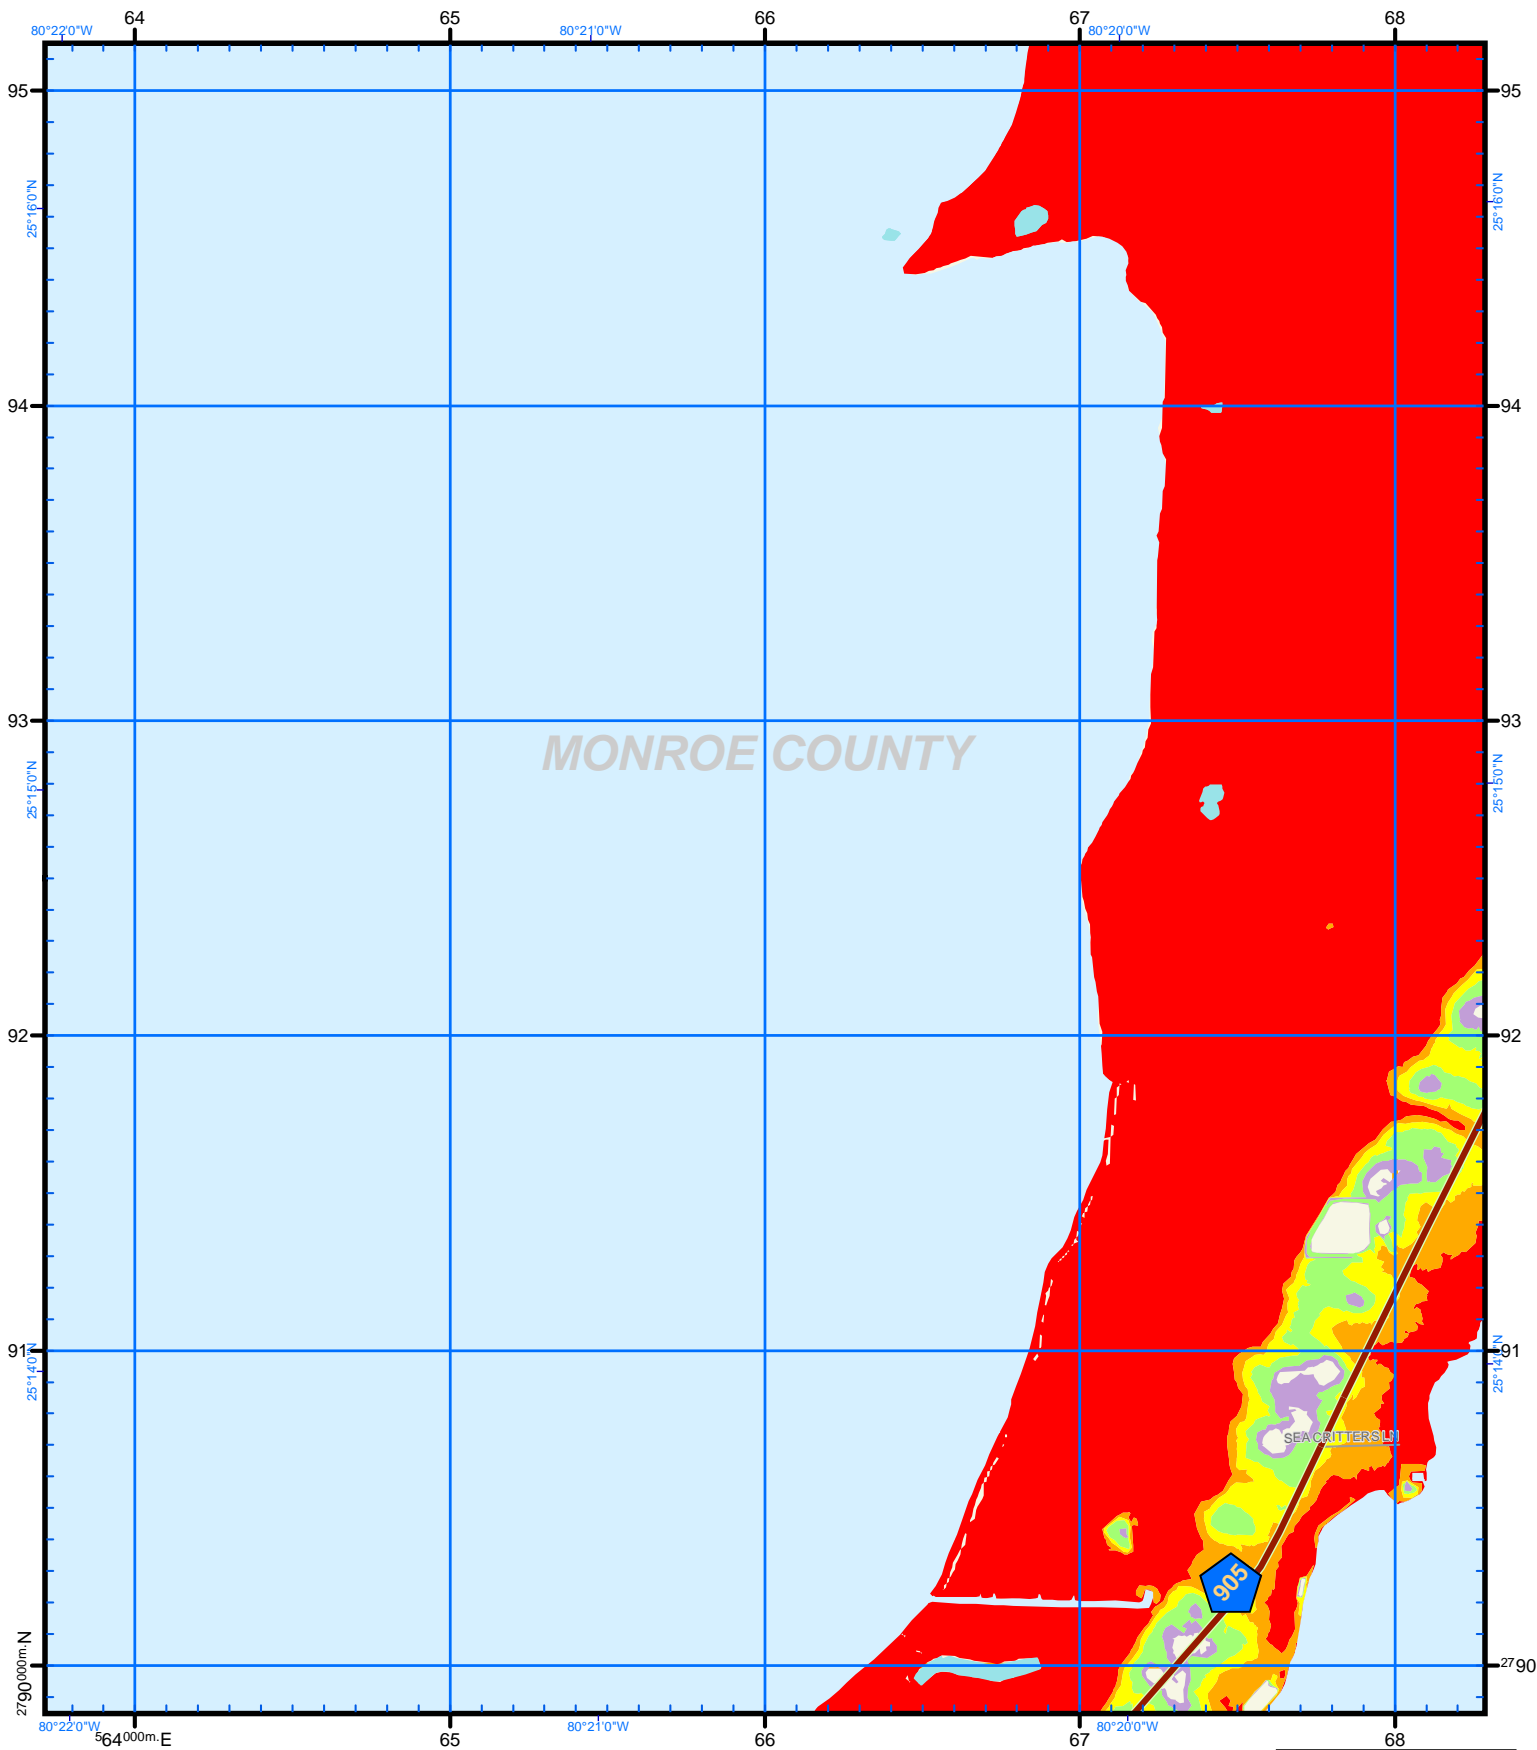 64 65 66 67 68
80°22'0"W 80°21'0"W 80°20'0"W
95 95
25°16'0"N 25°16'0"N
94 94
93 93
MONROE COUNTY
25°15'0"N 25°15'0"N
92 92
91 91
25°14'0"N 25°14'0"N
SEA CRITTERS LN
905
2790000m.N 2790
80°22'0"W 80°21'0"W 80°20'0"W
564000m.E 65 66 67 68